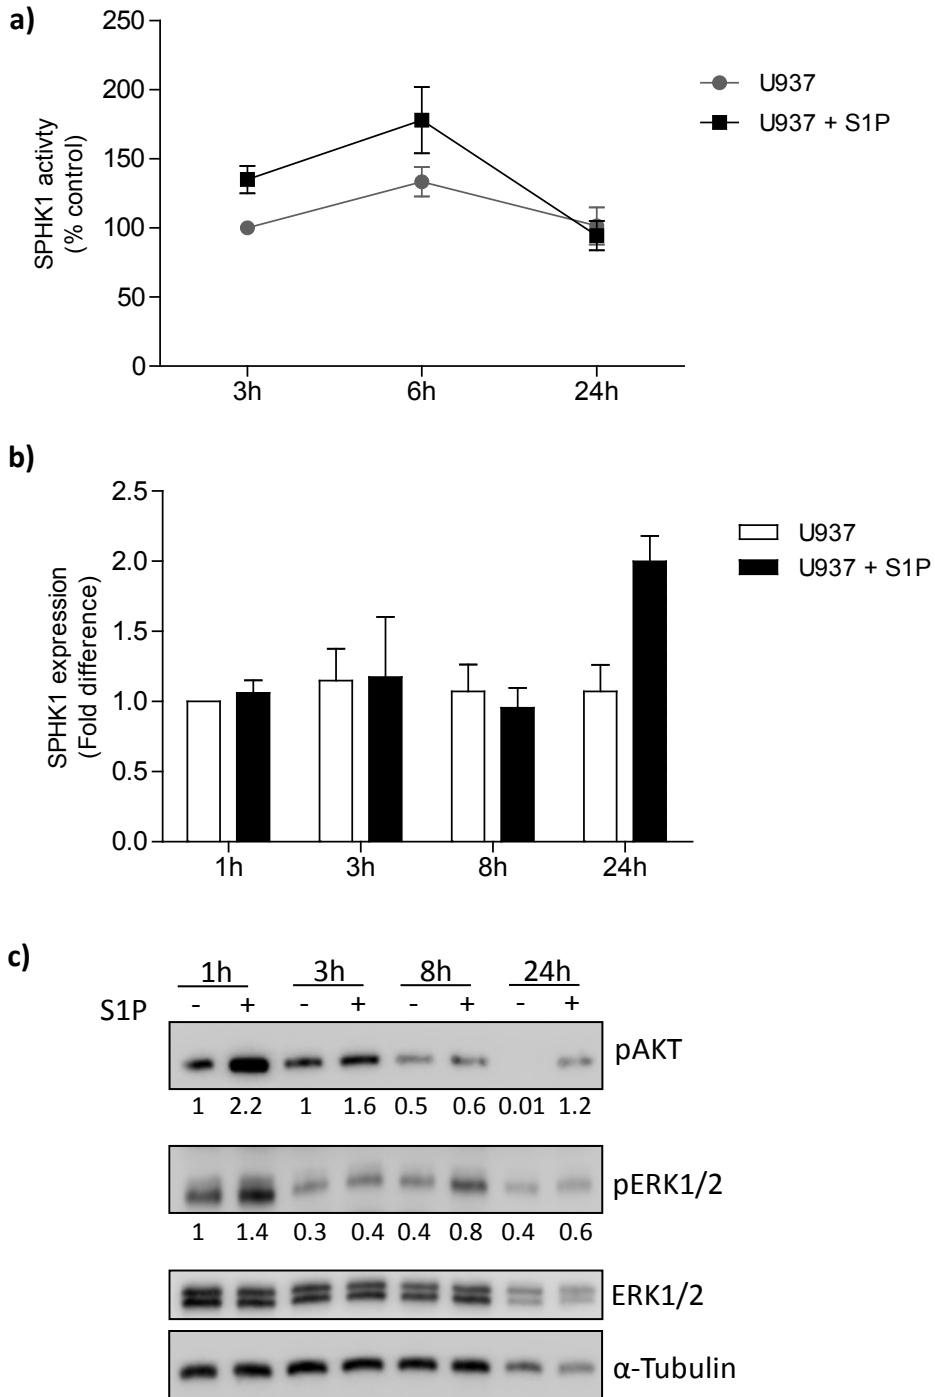 a)
250
200
150
100
50
0
SPHK1 activty
(% control)
3h 6h 24h
U937
U937 + S1P
b)
2.5
2.0
1.5
1.0
0.5
0.0
SPHK1 expression
(Fold difference)
1h 3h 8h 24h
U937
U937 + S1P
c)
1h 3h 8h 24h
S1P - + - + - + - +
pAKT
1 2.2 1 1.6 0.5 0.6 0.01 1.2
pERK1/2
1 1.4 0.3 0.4 0.4 0.8 0.4 0.6
ERK1/2
α-Tubulin